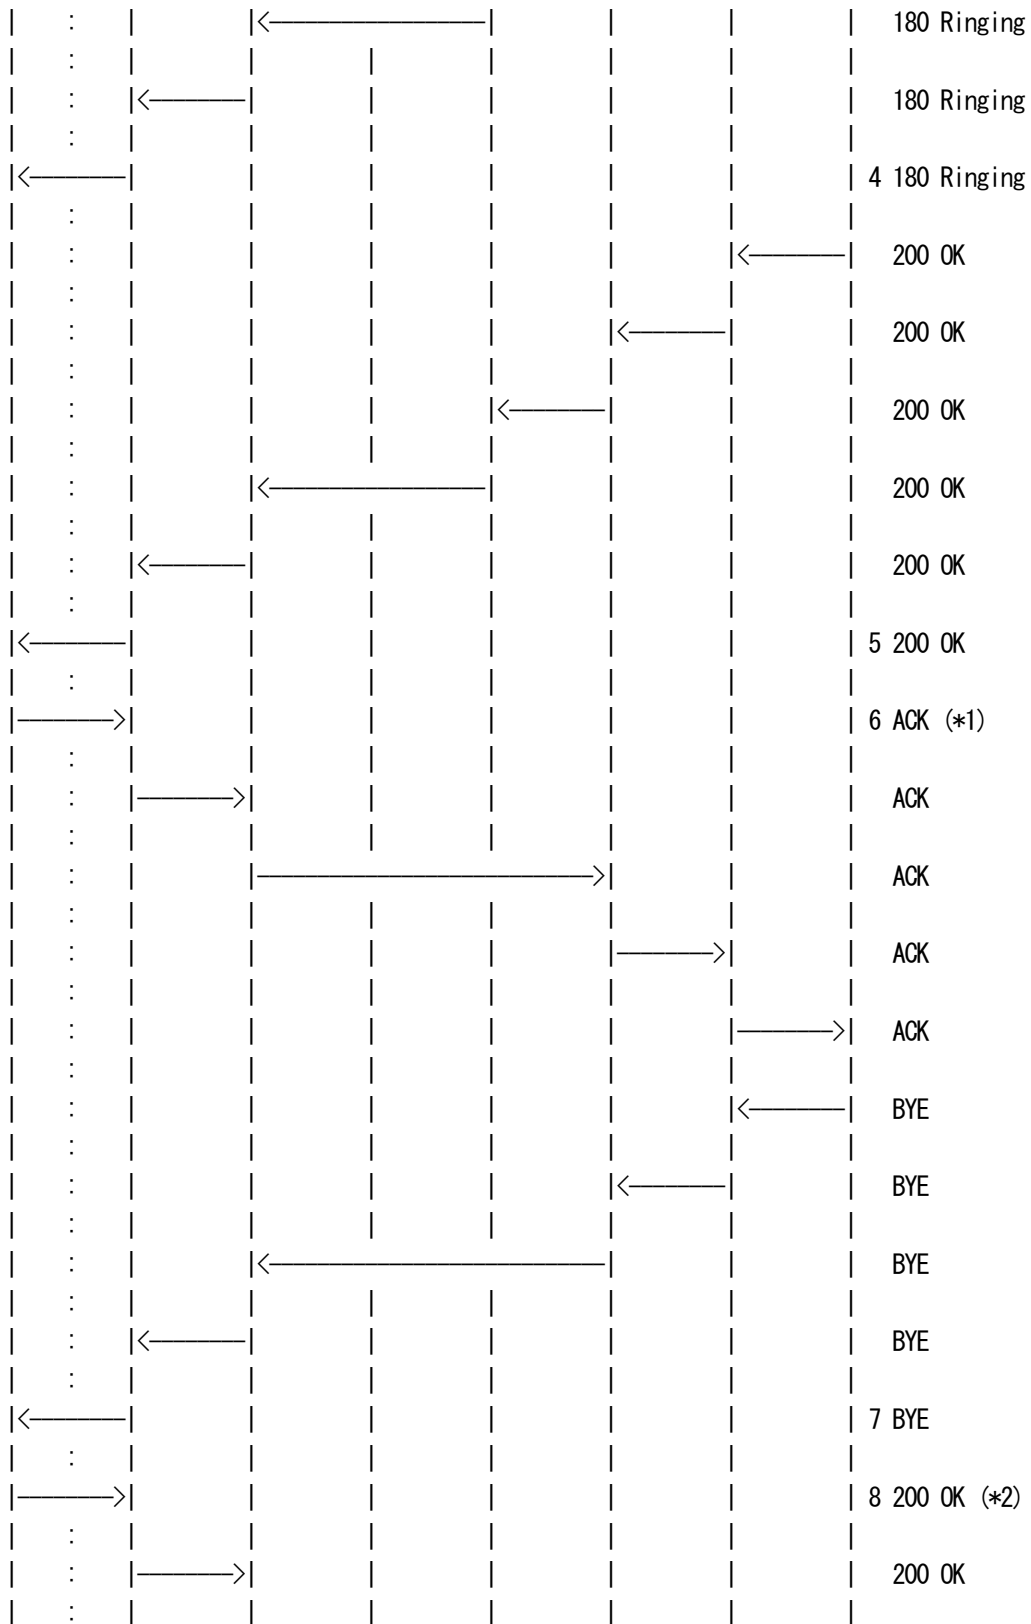 180 Ringing
180 Ringing
4 180 Ringing
200 OK
200 OK
200 OK
200 OK
200 OK
5 200 OK
6 ACK (*1)
ACK
ACK
ACK
ACK
BYE
BYE
BYE
BYE
7 BYE
8 200 OK (*2)
200 OK